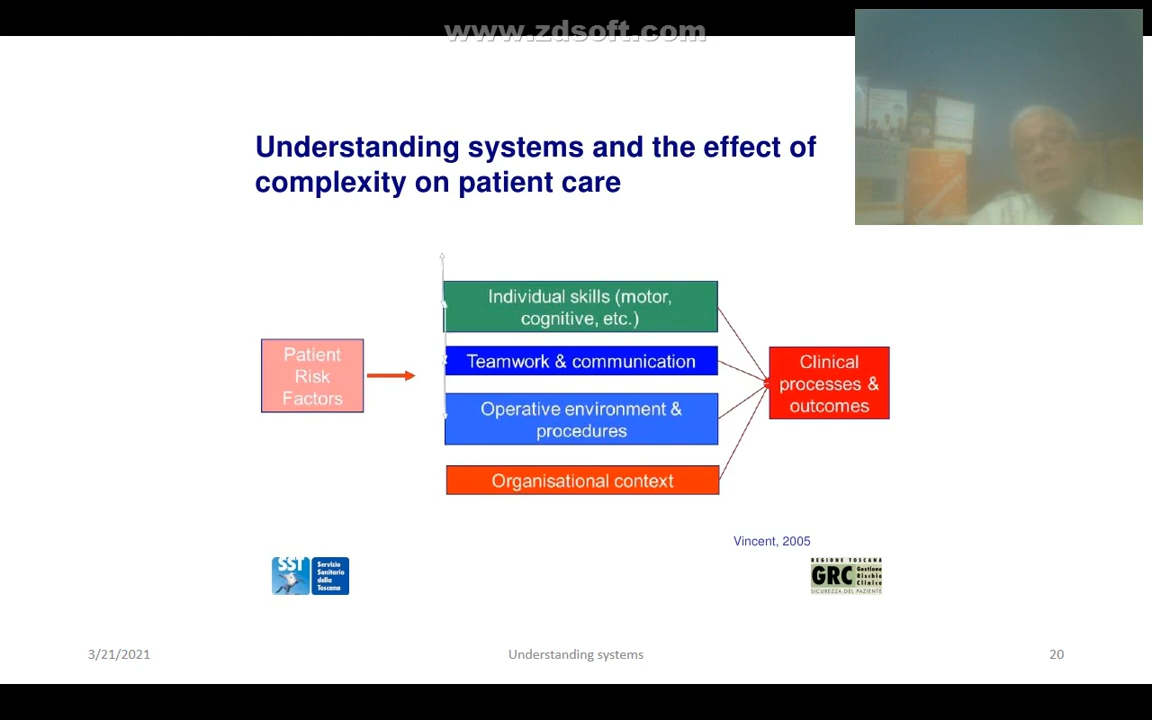 www.zdsoft.com
Understanding systems and the effect of
complexity on patient care
Individual skills (motor,
cognitive, etc.)
Patient
Risk
Factors
Teamwork & communication
Clinical
processes &
outcomes
Operative environment &
procedures
Organisational context
Vincent, 2005
SST
Servizio
Sanitario
della
Toscana
REGIONE TOSCANA
GRC
Gestione
Rischio
Clinico
SICUREZZA DEL PAZIENTE
3/21/2021
Understanding systems
20